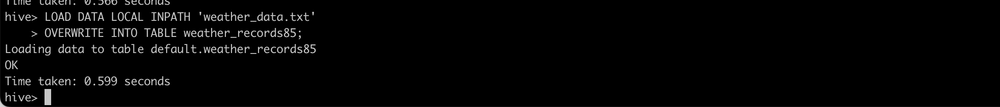 Time taken: 0.566 seconds
hive> LOAD DATA LOCAL INPATH 'weather_data.txt'
    > OVERWRITE INTO TABLE weather_records85;
Loading data to table default.weather_records85
OK
Time taken: 0.599 seconds
hive>